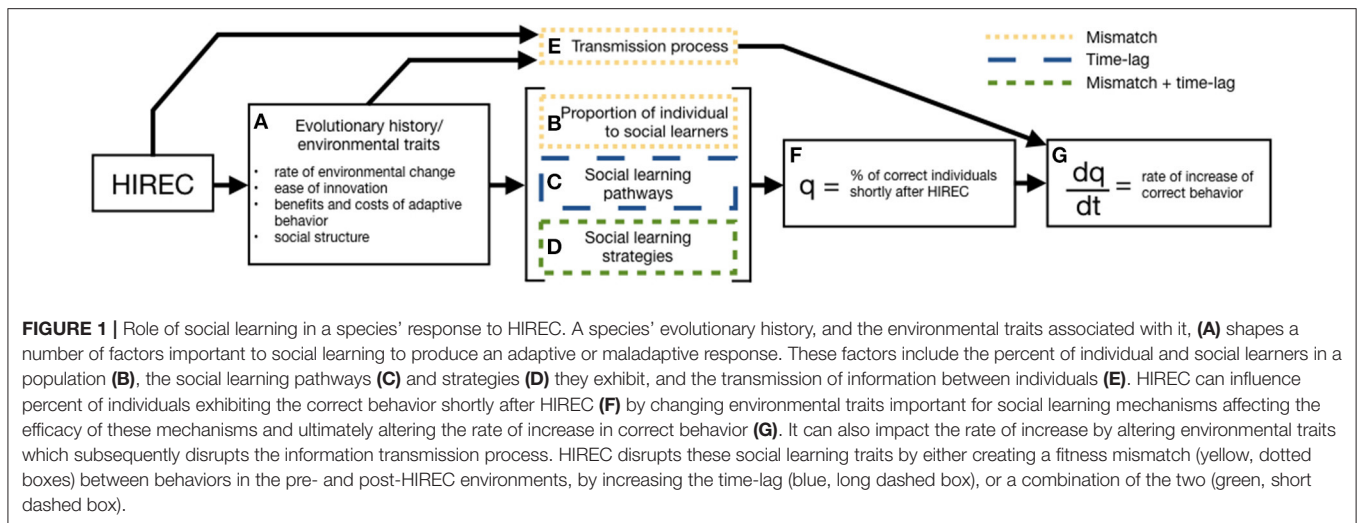 E Transmission process
Mismatch
Time-lag
Mismatch + time-lag
HIREC
A Evolutionary history/
environmental traits
• rate of environmental change
• ease of innovation
• benefits and costs of adaptive
behavior
• social structure
B Proportion of individual
to social learners
C Social learning
pathways
D Social learning
strategies
F
q = % of correct individuals
shortly after HIREC
G
dq
dt
= rate of increase of
correct behavior
FIGURE 1 | Role of social learning in a species’ response to HIREC. A species’ evolutionary history, and the environmental traits associated with it, (A) shapes a
number of factors important to social learning to produce an adaptive or maladaptive response. These factors include the percent of individual and social learners in a
population (B), the social learning pathways (C) and strategies (D) they exhibit, and the transmission of information between individuals (E). HIREC can influence
percent of individuals exhibiting the correct behavior shortly after HIREC (F) by changing environmental traits important for social learning mechanisms affecting the
efficacy of these mechanisms and ultimately altering the rate of increase in correct behavior (G). It can also impact the rate of increase by altering environmental traits
which subsequently disrupts the information transmission process. HIREC disrupts these social learning traits by either creating a fitness mismatch (yellow, dotted
boxes) between behaviors in the pre- and post-HIREC environments, by increasing the time-lag (blue, long dashed box), or a combination of the two (green, short
dashed box).